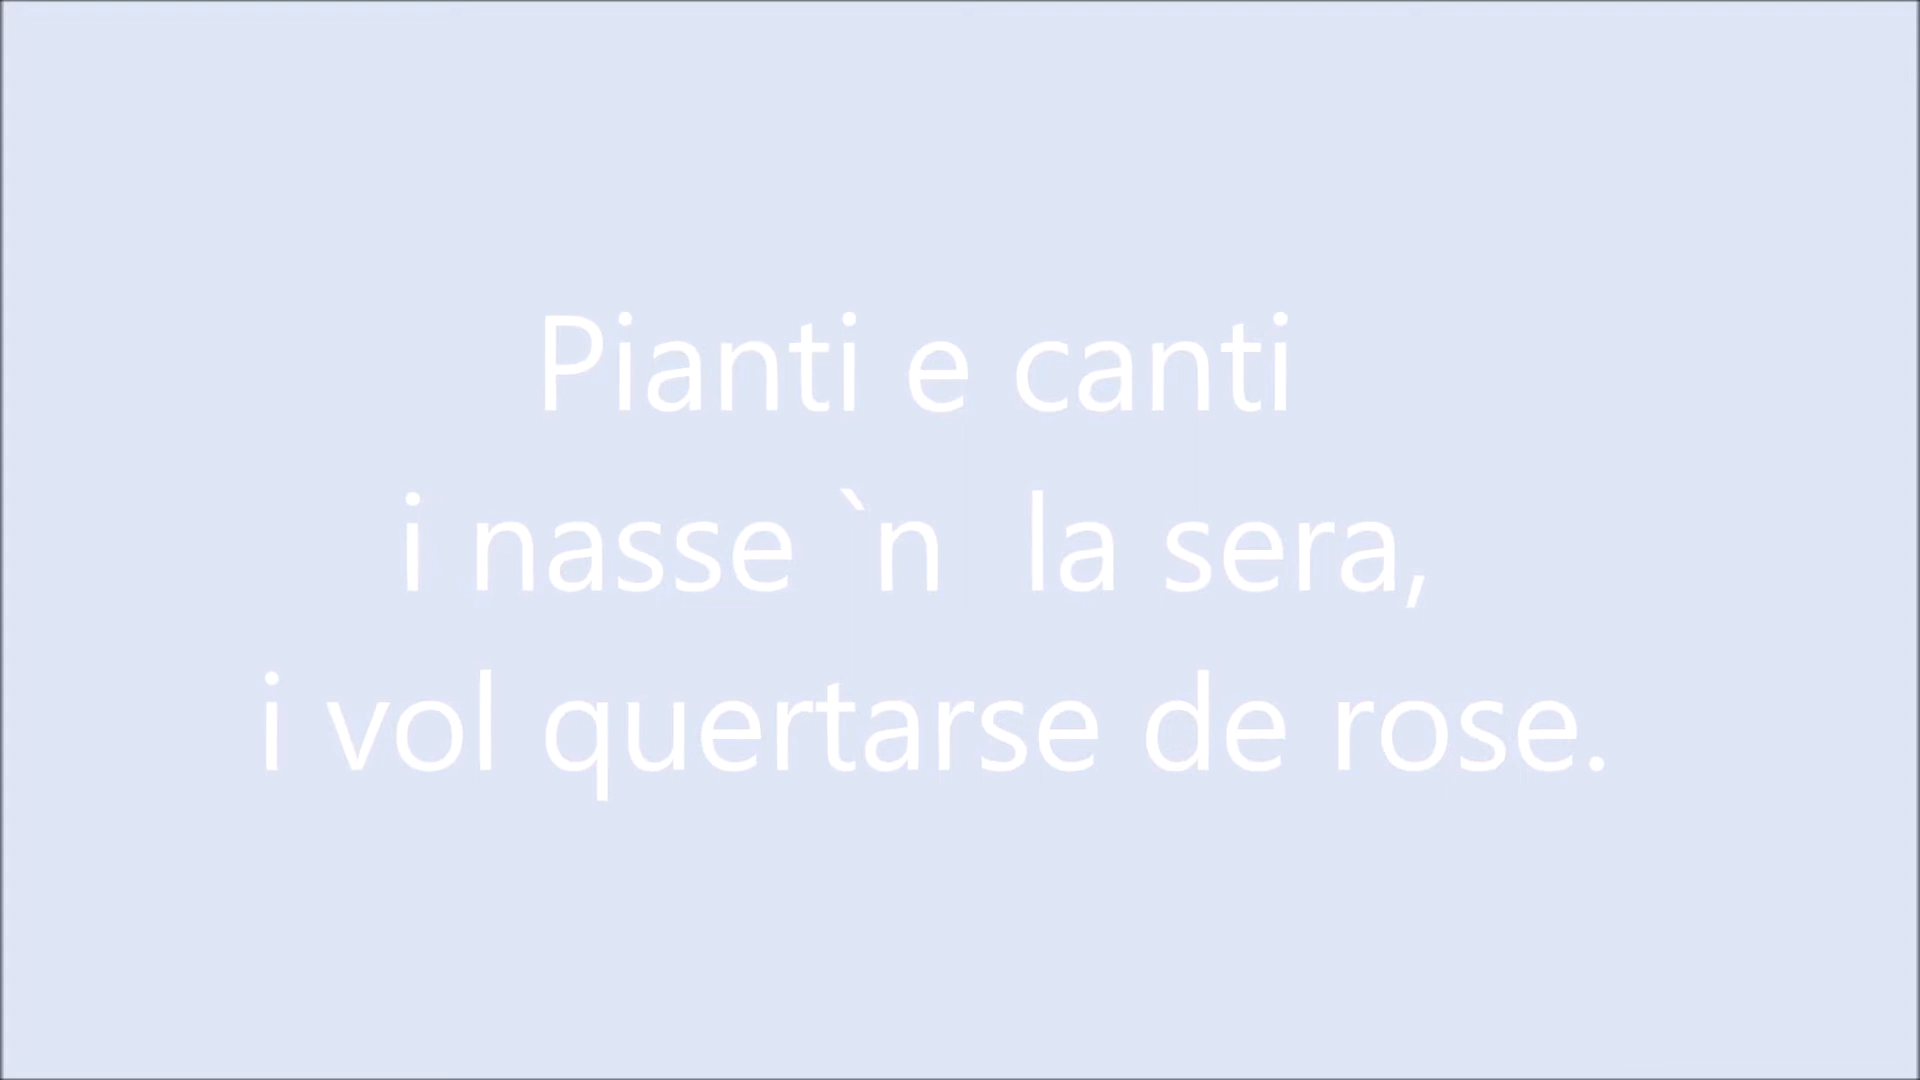 Pianti e canti
i nasse `n  la sera,
i vol quertarse de rose.